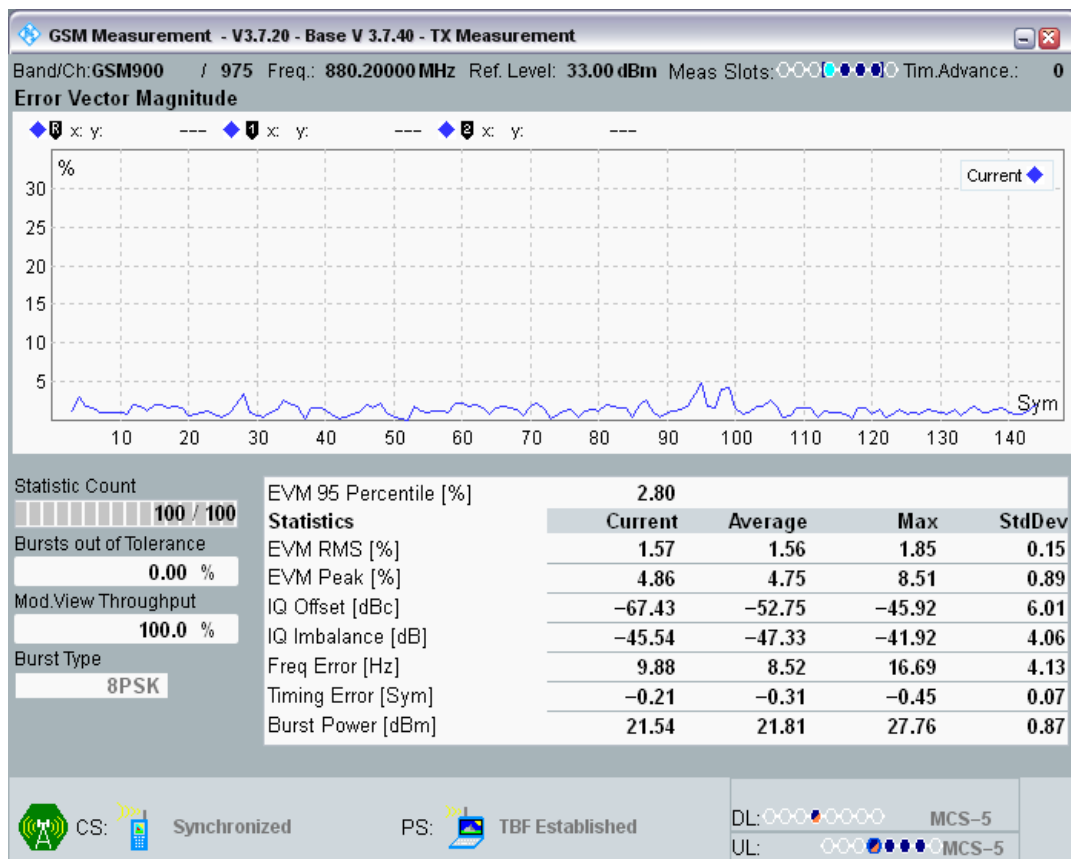 GSM Measurement - V3.7.20 - Base V 3.7.40 - TX Measurement
Band/Ch:GSM900 / 975 Freq.: 880.20000 MHz Ref. Level: 33.00 dBm Meas Slots: Tim.Advance.: 0
Error Vector Magnitude
R x: y: --- 1 x: y: --- 2 x: y: ---
%
Current
30
25
20
15
10
5
Sym
10 20 30 40 50 60 70 80 90 100 110 120 130 140
Statistic Count
100 / 100
Bursts out of Tolerance
0.00 %
Mod.View Throughput
100.0 %
Burst Type
8PSK
EVM 95 Percentile [%] 2.80
Statistics Current Average Max StdDev
EVM RMS [%] 1.57 1.56 1.85 0.15
EVM Peak [%] 4.86 4.75 8.51 0.89
IQ Offset [dBc] −67.43 −52.75 −45.92 6.01
IQ Imbalance [dB] −45.54 −47.33 −41.92 4.06
Freq Error [Hz] 9.88 8.52 16.69 4.13
Timing Error [Sym] −0.21 −0.31 −0.45 0.07
Burst Power [dBm] 21.54 21.81 27.76 0.87
CS: Synchronized PS: TBF Established
DL: MCS−5
UL: MCS−5